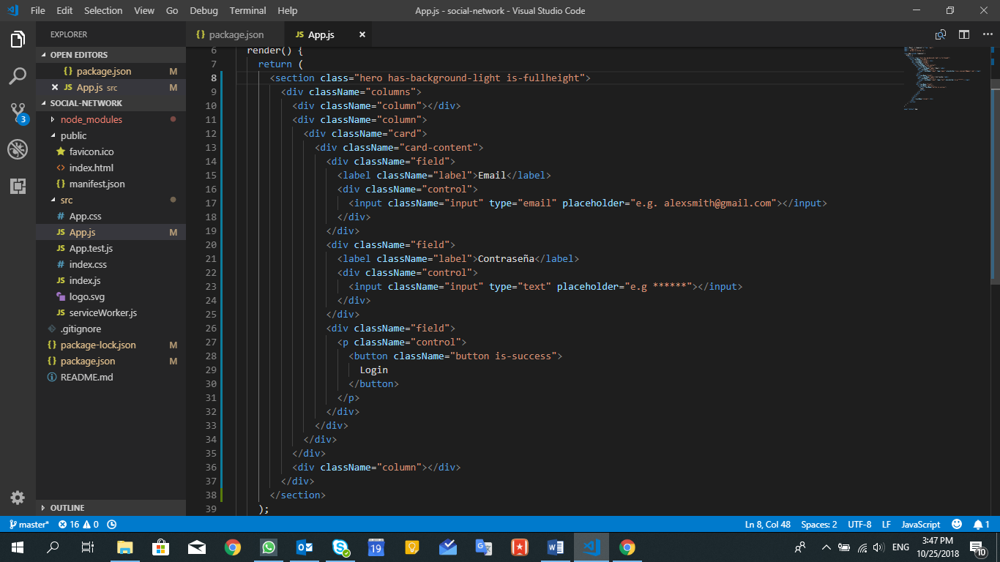 File Edit Selection View Go Debug Terminal Help
App.js - social-network - Visual Studio Code
EXPLORER
OPEN EDITORS
{} package.json M
JS App.js src M
SOCIAL-NETWORK
node_modules
public
favicon.ico
<> index.html
{} manifest.json
src
# App.css
JS App.js M
JS App.test.js
# index.css
JS index.js
logo.svg
JS serviceWorker.js
.gitignore
{} package-lock.json M
{} package.json M
README.md
OUTLINE
3
{} package.json
JS App.js
6 render() {
7 return (
8 <section class="hero has-background-light is-fullheight">
9 <div className="columns">
10 <div className="column"></div>
11 <div className="column">
12 <div className="card">
13 <div className="card-content">
14 <div className="field">
15 <label className="label">Email</label>
16 <div className="control">
17 <input className="input" type="email" placeholder="e.g. alexsmith@gmail.com"></input>
18 </div>
19 </div>
20 <div className="field">
21 <label className="label">Contraseña</label>
22 <div className="control">
23 <input className="input" type="text" placeholder="e.g ******"></input>
24 </div>
25 </div>
26 <div className="field">
27 <p className="control">
28 <button className="button is-success">
29 Login
30 </button>
31 </p>
32 </div>
33 </div>
34 </div>
35 </div>
36 <div className="column"></div>
37 </div>
38 </section>
39 );
master* 16 0
Ln 8, Col 48 Spaces: 2 UTF-8 LF JavaScript 1
19
ENG
3:47 PM
10/25/2018
10